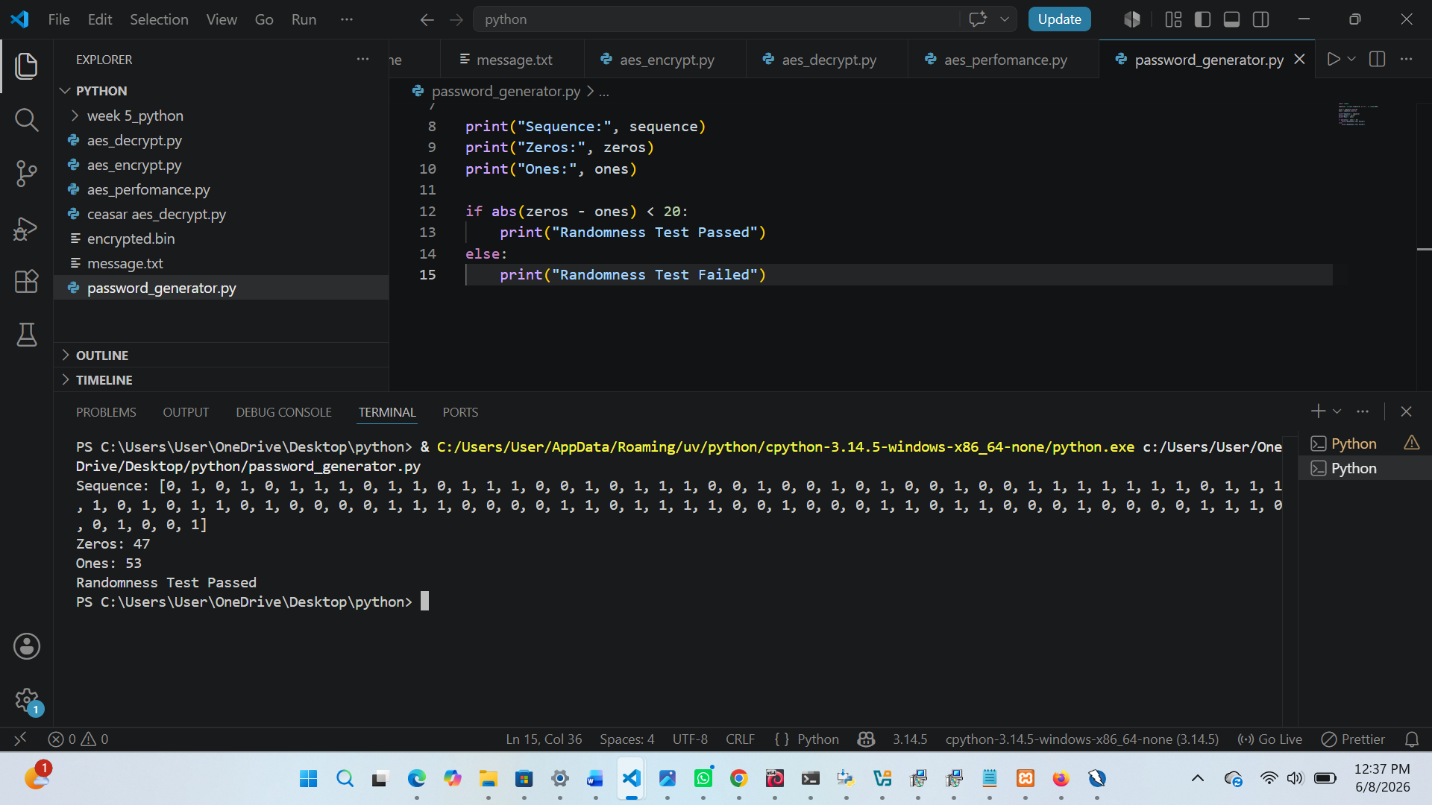 File Edit Selection View Go Run ··· python Update
EXPLORER ···
PYTHON
week 5_python
aes_decrypt.py
aes_encrypt.py
aes_perfomance.py
ceasar aes_decrypt.py
encrypted.bin
message.txt
password_generator.py
OUTLINE
TIMELINE
ne message.txt aes_encrypt.py aes_decrypt.py aes_perfomance.py password_generator.py
password_generator.py > ...
7
8 print("Sequence:", sequence)
9 print("Zeros:", zeros)
10 print("Ones:", ones)
11
12 if abs(zeros - ones) < 20:
13 print("Randomness Test Passed")
14 else:
15 print("Randomness Test Failed")
PROBLEMS OUTPUT DEBUG CONSOLE TERMINAL PORTS
PS C:\Users\User\OneDrive\Desktop\python> & C:/Users/User/AppData/Roaming/uv/python/cpython-3.14.5-windows-x86_64-none/python.exe c:/Users/User/One
Drive/Desktop/python/password_generator.py
Sequence: [0, 1, 0, 1, 0, 1, 1, 1, 0, 1, 1, 0, 1, 1, 1, 0, 0, 1, 0, 1, 1, 1, 0, 0, 1, 0, 0, 1, 0, 1, 0, 0, 1, 0, 0, 1, 1, 1, 1, 1, 1, 1, 0, 1, 1, 1
, 1, 0, 1, 0, 1, 1, 0, 1, 0, 0, 0, 0, 1, 1, 1, 0, 0, 0, 0, 1, 1, 0, 1, 1, 1, 1, 0, 0, 1, 0, 0, 0, 1, 1, 0, 1, 1, 0, 0, 0, 1, 0, 0, 0, 0, 1, 1, 1, 0
, 0, 1, 0, 0, 1]
Zeros: 47
Ones: 53
Randomness Test Passed
PS C:\Users\User\OneDrive\Desktop\python>
Python
Python
1
0 0 Ln 15, Col 36 Spaces: 4 UTF-8 CRLF { } Python 3.14.5 cpython-3.14.5-windows-x86_64-none (3.14.5) Go Live Prettier
1
12:37 PM
6/8/2026